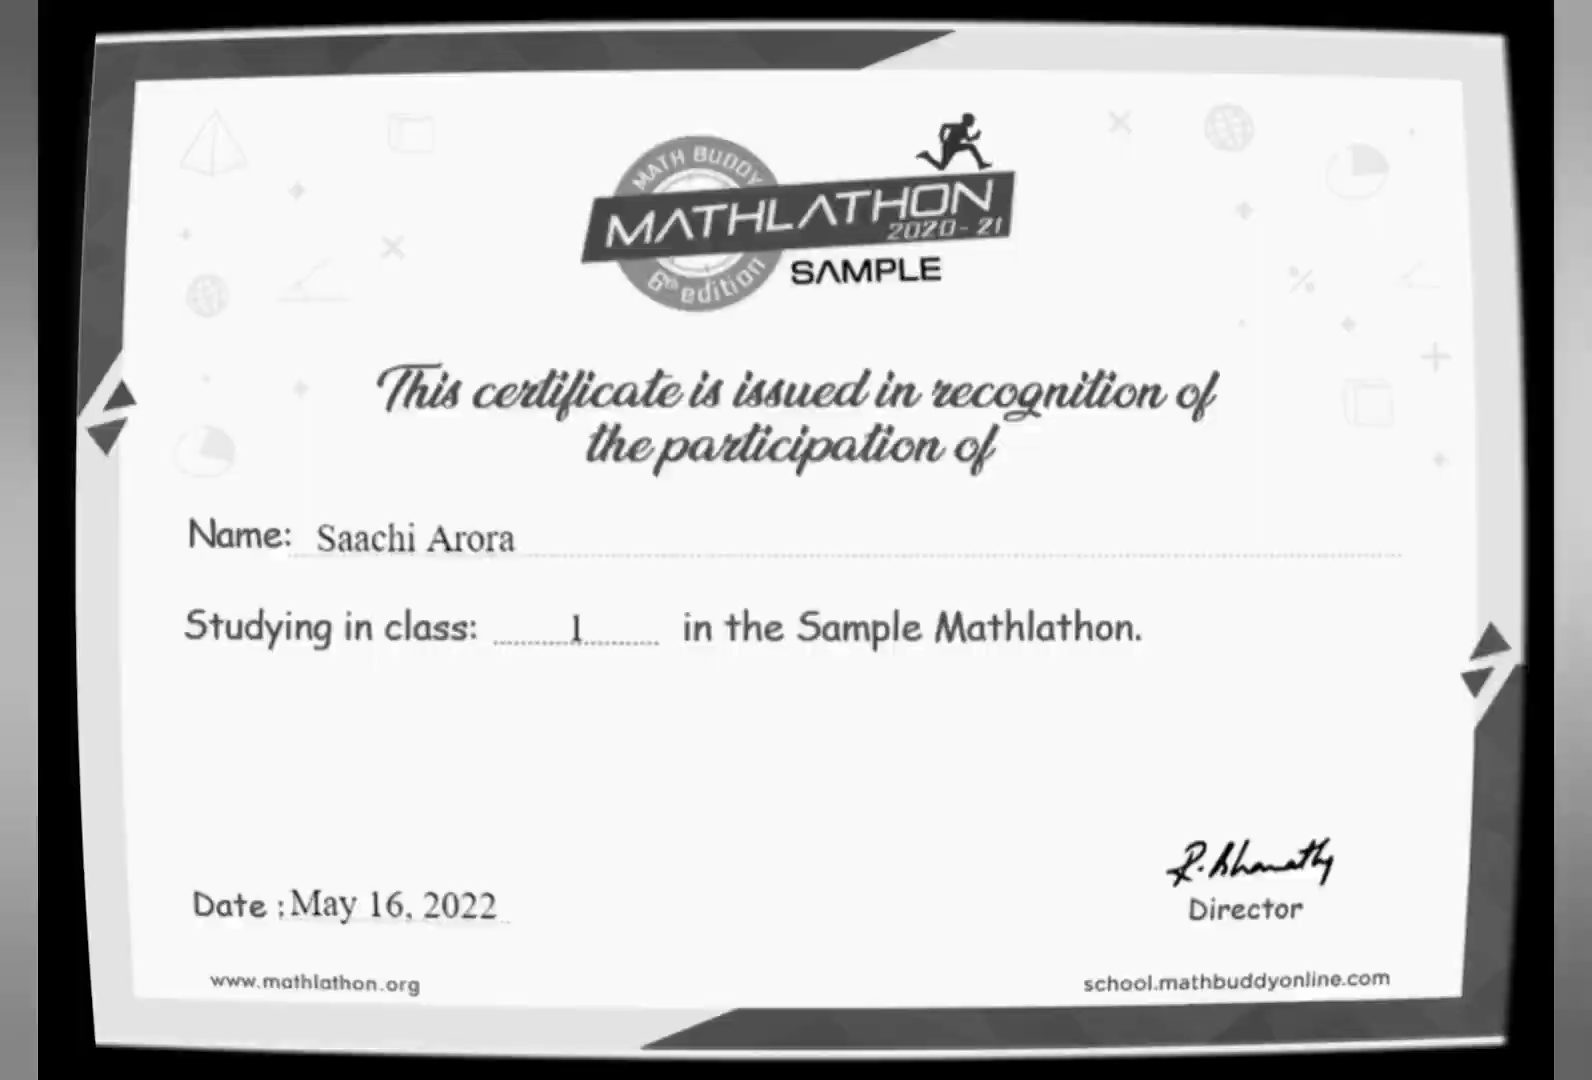 MATH BUDDY
MATHLATHON
2020-21
6th edition
SAMPLE
This certificate is issued in recognition of
the participation of
Name: Saachi Arora
Studying in class: 1 in the Sample Mathlathon.
Date : May 16, 2022
Director
www.mathlathon.org
school.mathbuddyonline.com